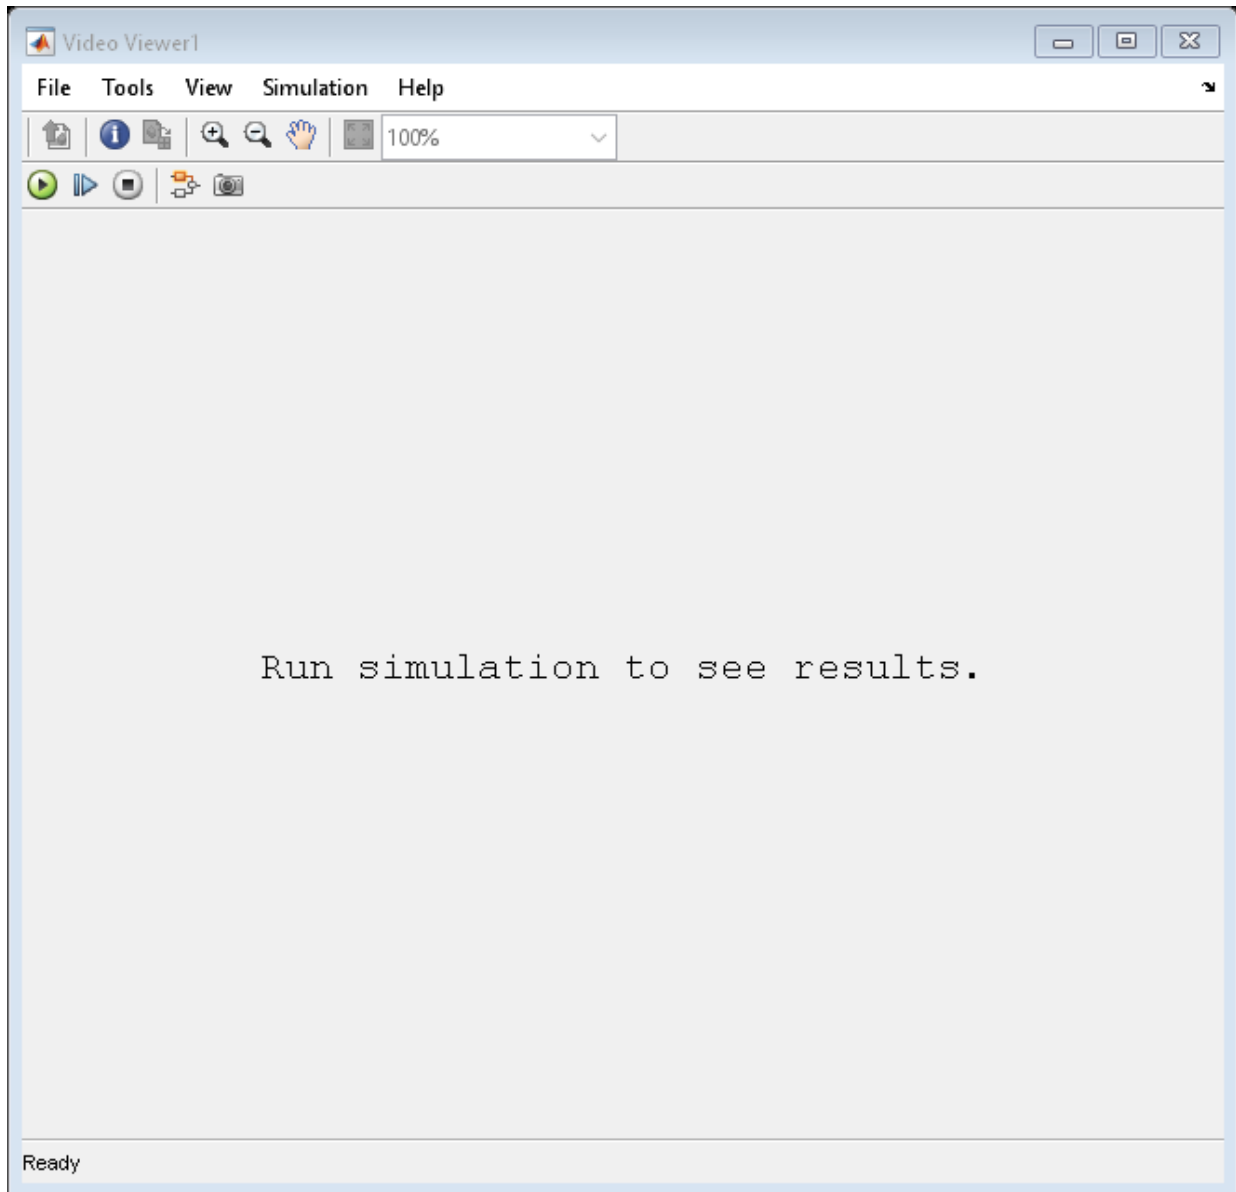 Video Viewer1
File Tools View Simulation Help
100%
Run simulation to see results.
Ready